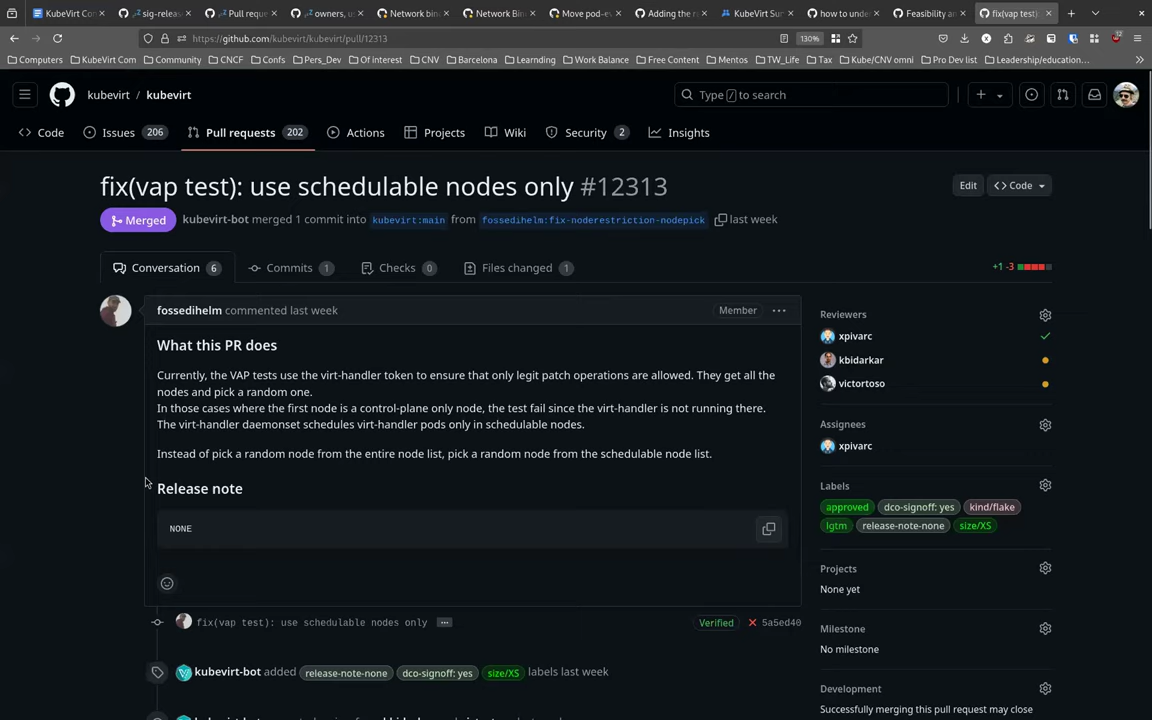 KubeVirt Con
sig-releas
Pull reque
owners, us
Network bin
Network Bin
Move pod-ev
Adding the ro
KubeVirt Sun
how to unde
Feasibility an
fix(vap test):
https://github.com/kubevirt/kubevirt/pull/12313
130%
12
Computers
KubeVirt Com
Community
CNCF
Confs
Pers_Dev
Of interest
CNV
Barcelona
Learnding
Work Balance
Free Content
Mentos
TW_Life
Tax
Kube/CNV omni
Pro Dev list
Leadership/education...
kubevirt / kubevirt
Type / to search
Code
Issues 206
Pull requests 202
Actions
Projects
Wiki
Security 2
Insights
fix(vap test): use schedulable nodes only #12313
Edit
<> Code
Merged
kubevirt-bot merged 1 commit into kubevirt:main from fossedihelm:fix-noderestriction-nodepick last week
Conversation 6
Commits 1
Checks 0
Files changed 1
+1 -3
fossedihelm commented last week
Member
What this PR does
Currently, the VAP tests use the virt-handler token to ensure that only legit patch operations are allowed. They get all the
nodes and pick a random one.
In those cases where the first node is a control-plane only node, the test fail since the virt-handler is not running there.
The virt-handler daemonset schedules virt-handler pods only in schedulable nodes.
Instead of pick a random node from the entire node list, pick a random node from the schedulable node list.
Release note
NONE
fix(vap test): use schedulable nodes only ...
Verified
5a5ed40
kubevirt-bot added release-note-none dco-signoff: yes size/XS labels last week
Reviewers
xpivarc
kbidarkar
victortoso
Assignees
xpivarc
Labels
approved dco-signoff: yes kind/flake
lgtm release-note-none size/XS
Projects
None yet
Milestone
No milestone
Development
Successfully merging this pull request may close